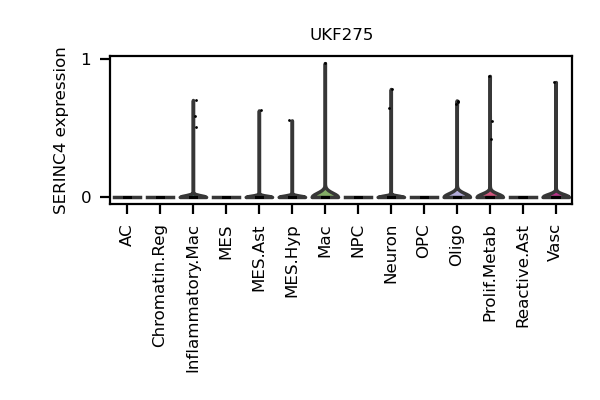 UKF275
SERINC4 expression
1
0
AC
Chromatin.Reg
Inflammatory.Mac
MES
MES.Ast
MES.Hyp
Mac
NPC
Neuron
OPC
Oligo
Prolif.Metab
Reactive.Ast
Vasc